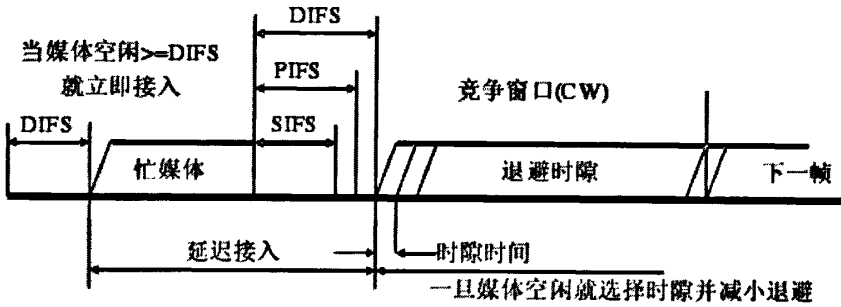 DIFS
当媒体空闲>=DIFS
就立即接入
PIFS
竞争窗口(CW)
DIFS
SIFS
忙媒体
退避时隙
下一帧
延迟接入
时隙时间
一旦媒体空闲就选择时隙并减小退避